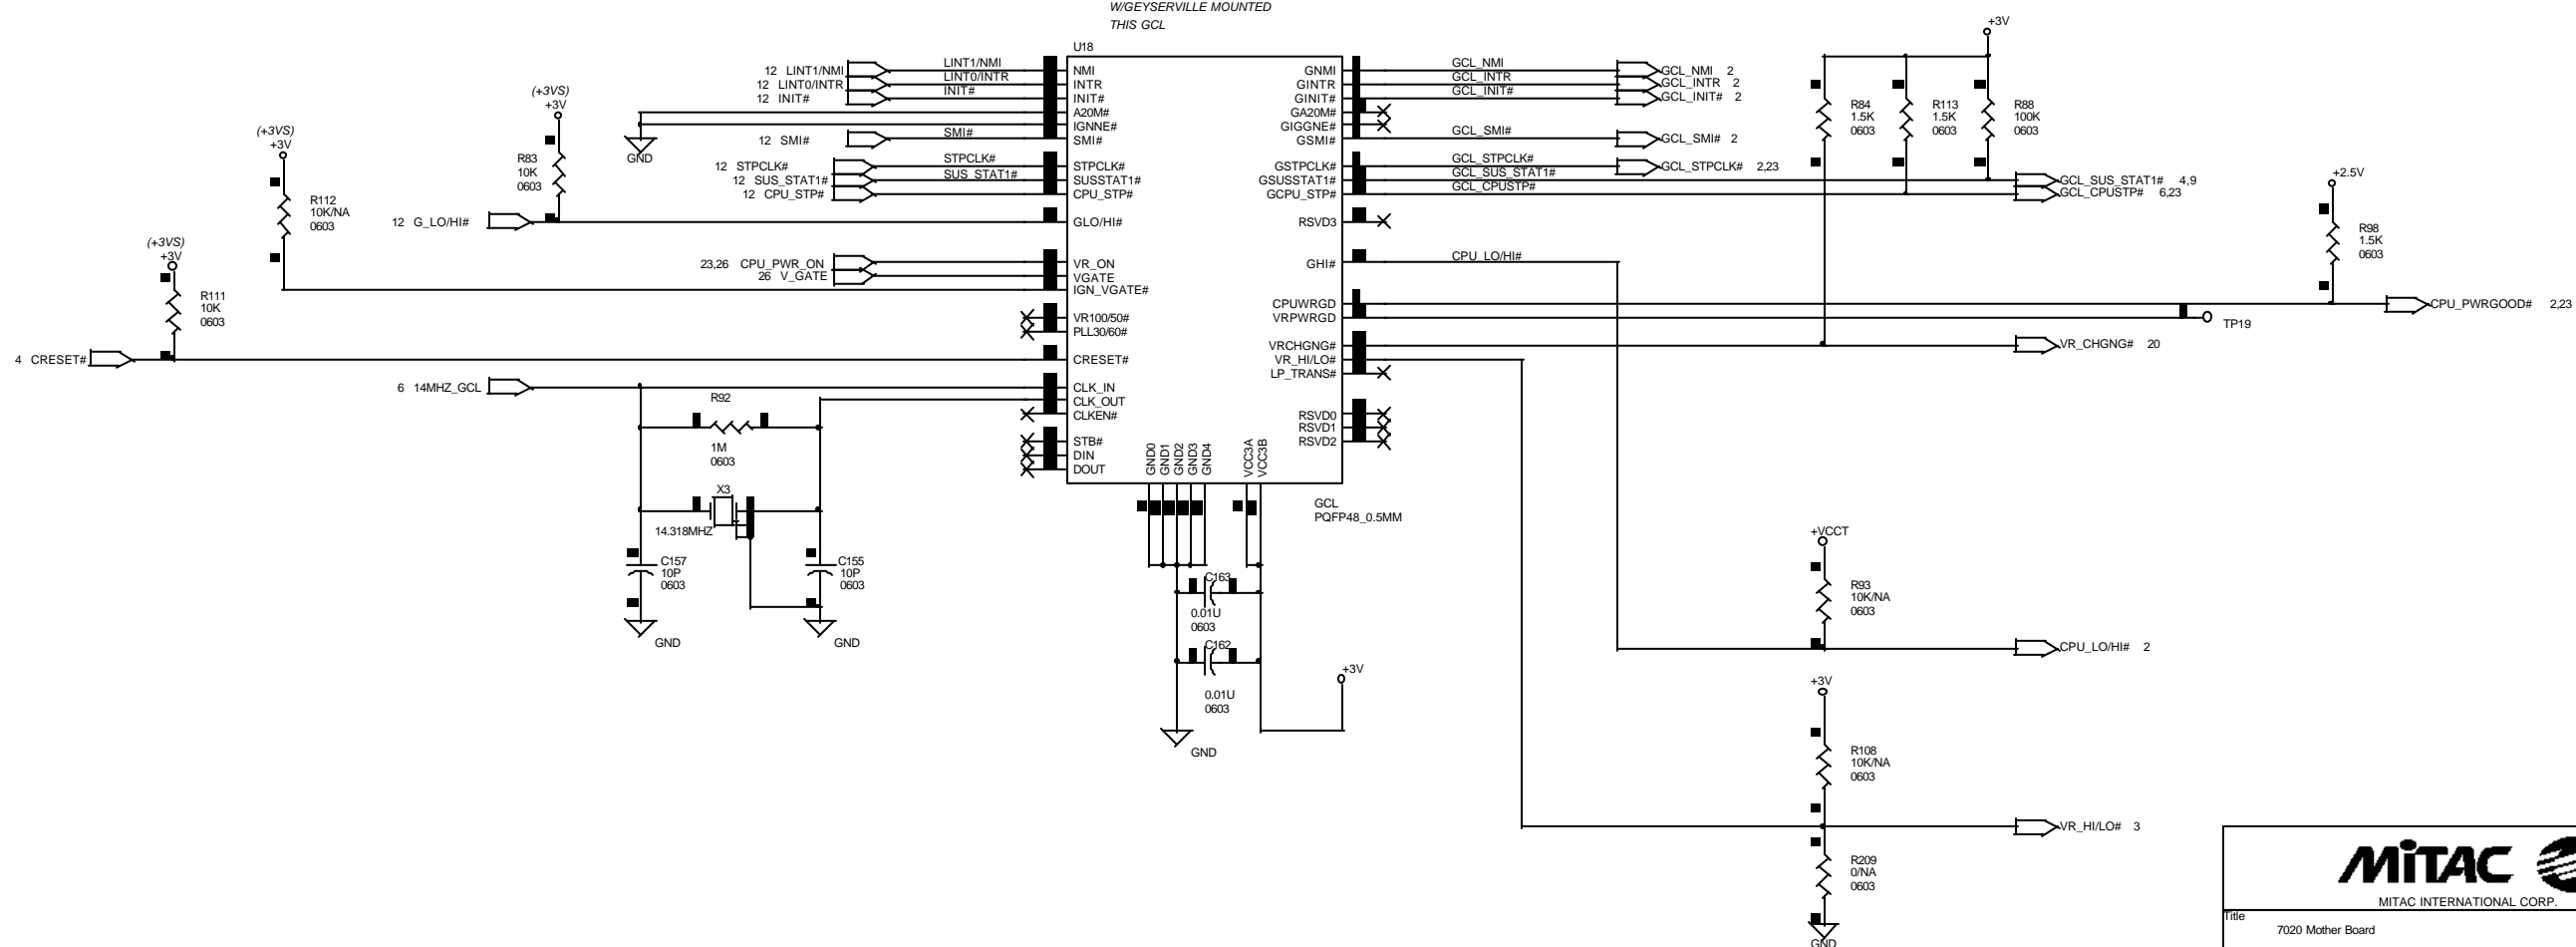 W/GEYSERVILLE MOUNTED
THIS GCL
U18
12 LINT1/NMI
12 LINT0/INTR
12 INIT#
LINT1/NMI
LINT0/INTR
INIT#
12 SMI#
SMI#
12 STPCLK#
12 SUS_STAT1#
12 CPU_STP#
STPCLK#
SUS_STAT1#
GND
(+3VS)
+3V
R83
10K
0603
(+3VS)
+3V
R112
10K/NA
0603
(+3VS)
+3V
R111
10K
0603
12 G_LO/HI#
23,26 CPU_PWR_ON
26 V_GATE
4 CRESET#
6 14MHZ_GCL
R92
1M
0603
X3
14.318MHZ
C157
10P
0603
C155
10P
0603
GND
GND
NMI
INTR
INIT#
A20M#
IGNNE#
SMI#
STPCLK#
SUSSTAT1#
CPU_STP#
GLO/HI#
VR_ON
VGATE
IGN_VGATE#
VR100/50#
PLL30/60#
CRESET#
CLK_IN
CLK_OUT
CLKEN#
STB#
DIN
DOUT
GND0
GND1
GND2
GND3
GND4
VCC3A
VCC3B
GNMI
GINTR
GINIT#
GA20M#
GIGGNE#
GSMI#
GSTPCLK#
GSUSSTAT1#
GCPU_STP#
RSVD3
GHI#
CPUWRGD
VRPWRGD
VRCHGNG#
VR_HI/LO#
LP_TRANS#
RSVD0
RSVD1
RSVD2
GCL
PQFP48_0.5MM
C163
0.01U
0603
C162
0.01U
0603
+3V
GND
GCL_NMI
GCL_INTR
GCL_INIT#
GCL_SMI#
GCL_STPCLK#
GCL_SUS_STAT1#
GCL_CPUSTP#
CPU_LO/HI#
GCL_NMI 2
GCL_INTR 2
GCL_INIT# 2
GCL_SMI# 2
GCL_STPCLK# 2,23
+3V
R84
1.5K
0603
R113
1.5K
0603
R88
100K
0603
GCL_SUS_STAT1# 4,9
GCL_CPUSTP# 6,23
+2.5V
R98
1.5K
0603
CPU_PWRGOOD# 2,23
TP19
VR_CHGNG# 20
+VCCT
R93
10K/NA
0603
CPU_LO/HI# 2
+3V
R108
10K/NA
0603
VR_HI/LO# 3
R209
0/NA
0603
GND
MiTAC
MITAC INTERNATIONAL CORP.
Title
7020 Mother Board